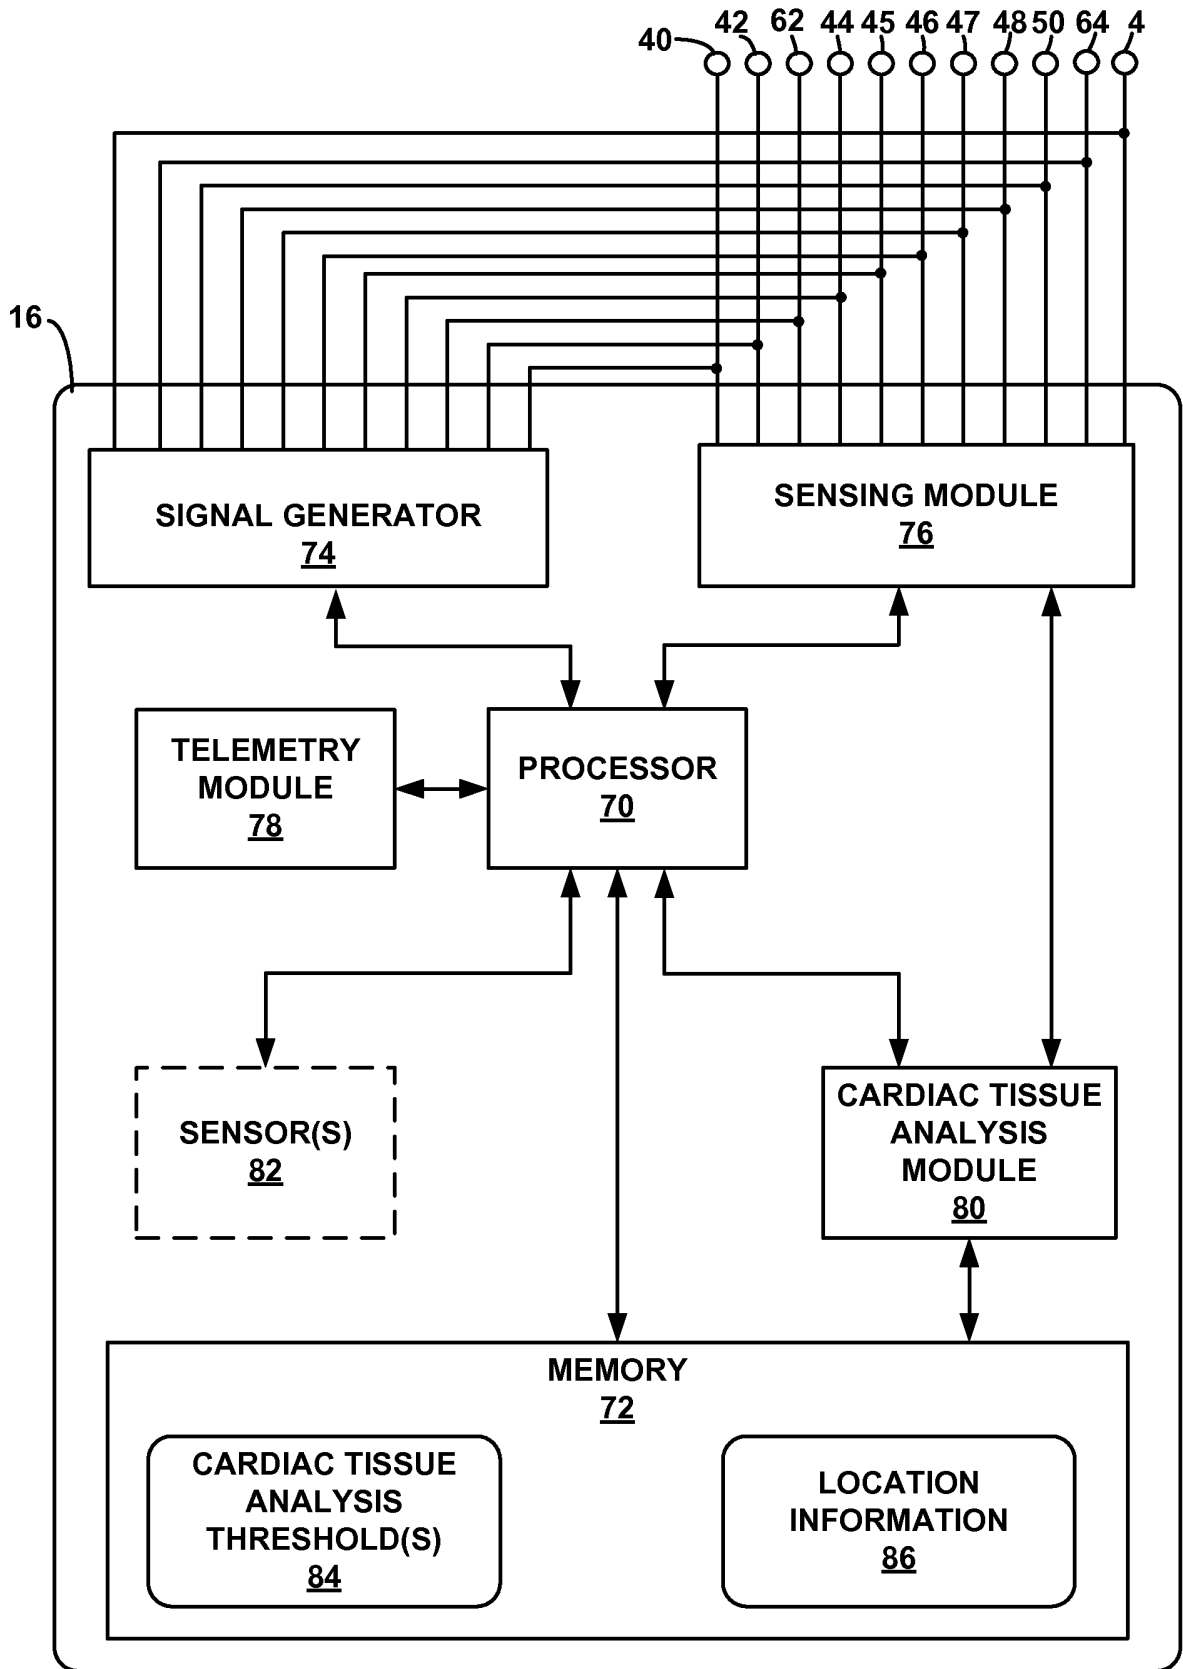 40 42 62 44 45 46 47 48 50 64 4
16
SIGNAL GENERATOR
74
SENSING MODULE
76
TELEMETRY
MODULE
78
PROCESSOR
70
SENSOR(S)
82
CARDIAC TISSUE
ANALYSIS
MODULE
80
MEMORY
72
CARDIAC TISSUE
ANALYSIS
THRESHOLD(S)
84
LOCATION
INFORMATION
86